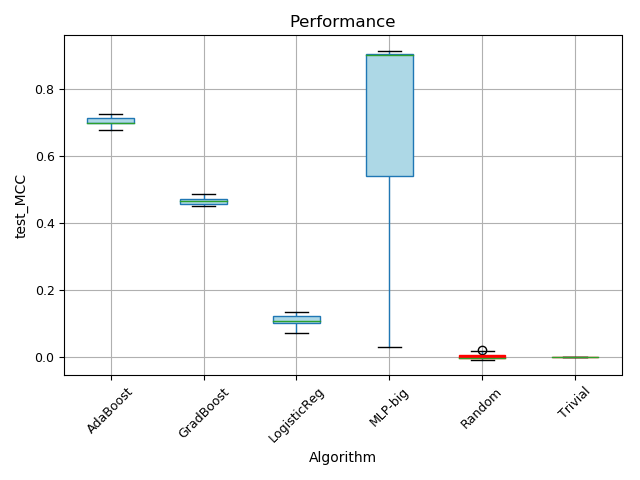 Performance
test_MCC
0.8
0.6
0.4
0.2
0.0
AdaBoost
GradBoost
LogisticReg
MLP-big
Random
Trivial
Algorithm